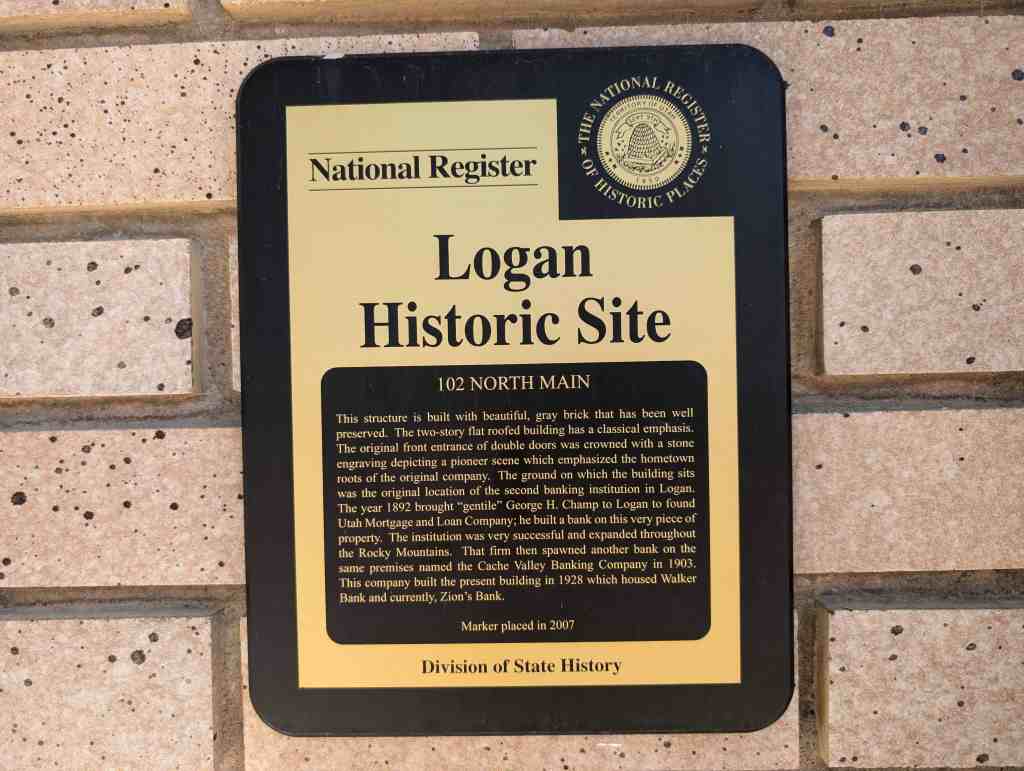 National Register
THE NATIONAL REGISTER
OF HISTORIC PLACES
Logan
Historic Site
102 NORTH MAIN
This structure is built with beautiful, gray brick that has been well
preserved. The two-story flat roofed building has a classical emphasis.
The original front entrance of double doors was crowned with a stone
engraving depicting a pioneer scene which emphasized the hometown
roots of the original company. The ground on which the building sits
was the original location of the second banking institution in Logan.
The year 1892 brought “gentile” George H. Champ to Logan to found
Utah Mortgage and Loan Company; he built a bank on this very piece of
property. The institution was very successful and expanded throughout
the Rocky Mountains. That firm then spawned another bank on the
same premises named the Cache Valley Banking Company in 1903.
This company built the present building in 1928 which housed Walker
Bank and currently, Zion’s Bank.
Marker placed in 2007
Division of State History